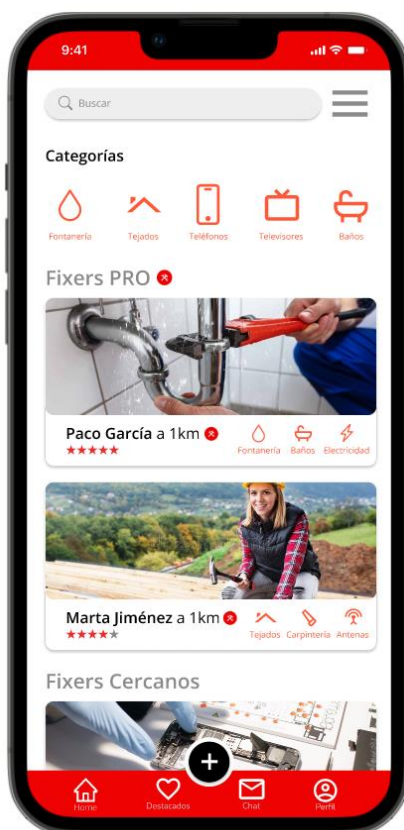 9:41
Buscar
Categorías
Fontanería Tejados Teléfonos Televisores Baños
Fixers PRO
Paco García a 1km
Fontanería Baños Electricidad
Marta Jiménez a 1km
Tejados Carpintería Antenas
Fixers Cercanos
Home Destacados Chat Perfil